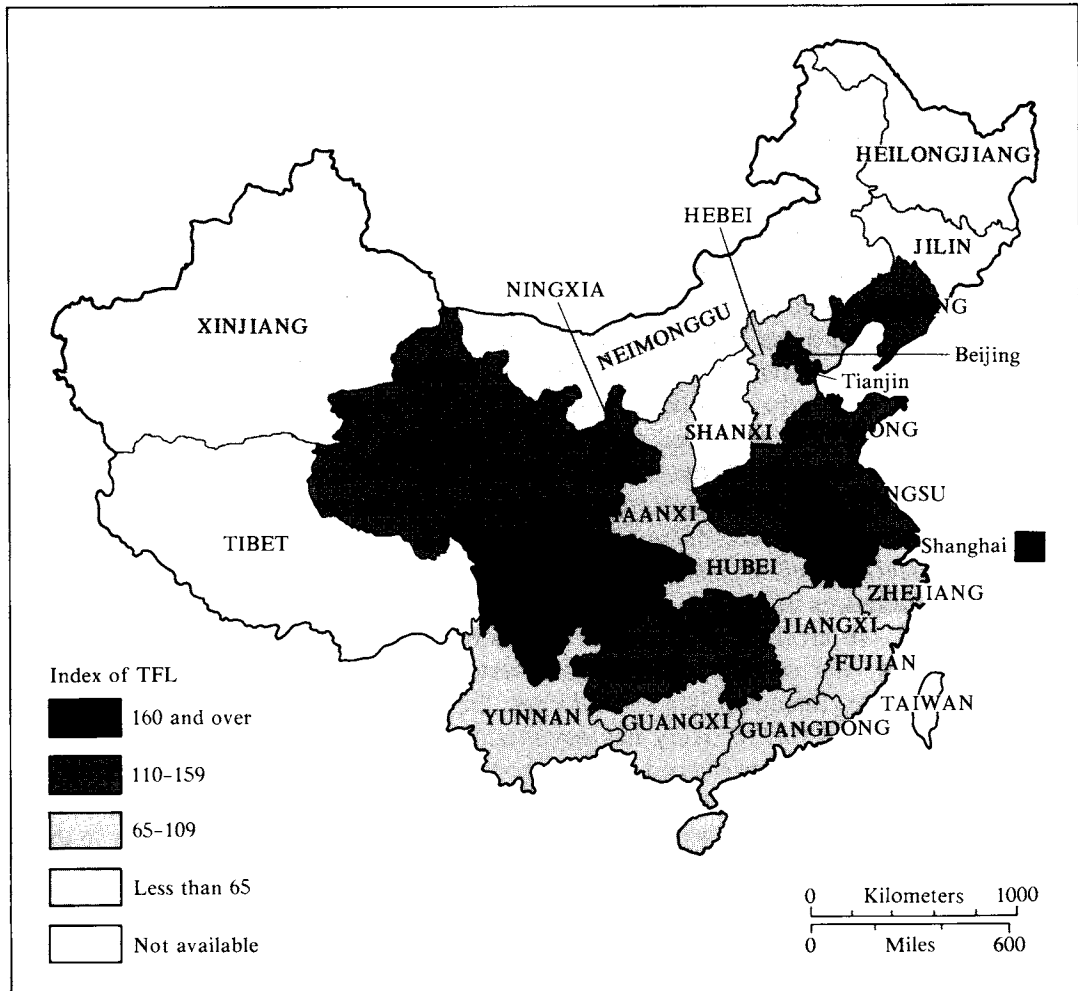 HEILONGJIANG
HEBEI
JILIN
NINGXIA
XINJIANG
NEIMONGGU
NG
Beijing
Tianjin
SHANXI
ONG
AANXI
NGSU
TIBET
Shanghai
HUBEI
ZHEJIANG
JIANGXI
FUJIAN
TAIWAN
YUNNAN
GUANGXI
GUANGDONG
Index of TFL
160 and over
110-159
65-109
Less than 65
Not available
0 Kilometers 1000
0 Miles 600